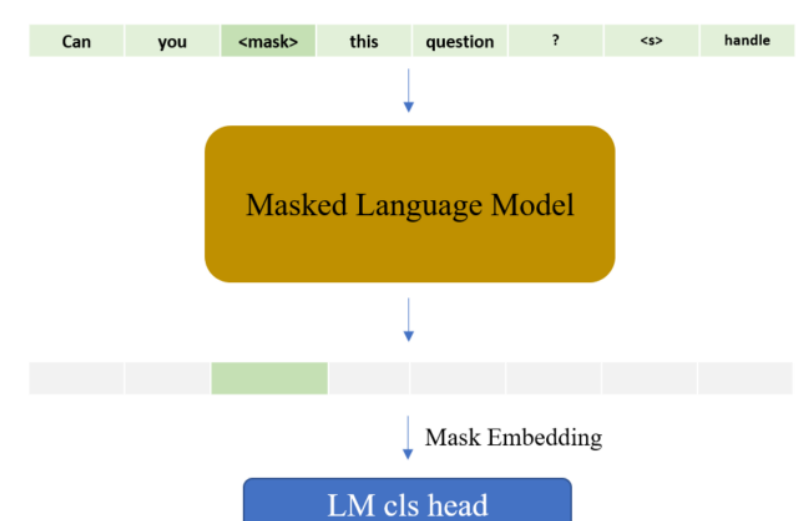 Can you <mask> this question ? <s> handle
Masked Language Model
Mask Embedding
LM cls head